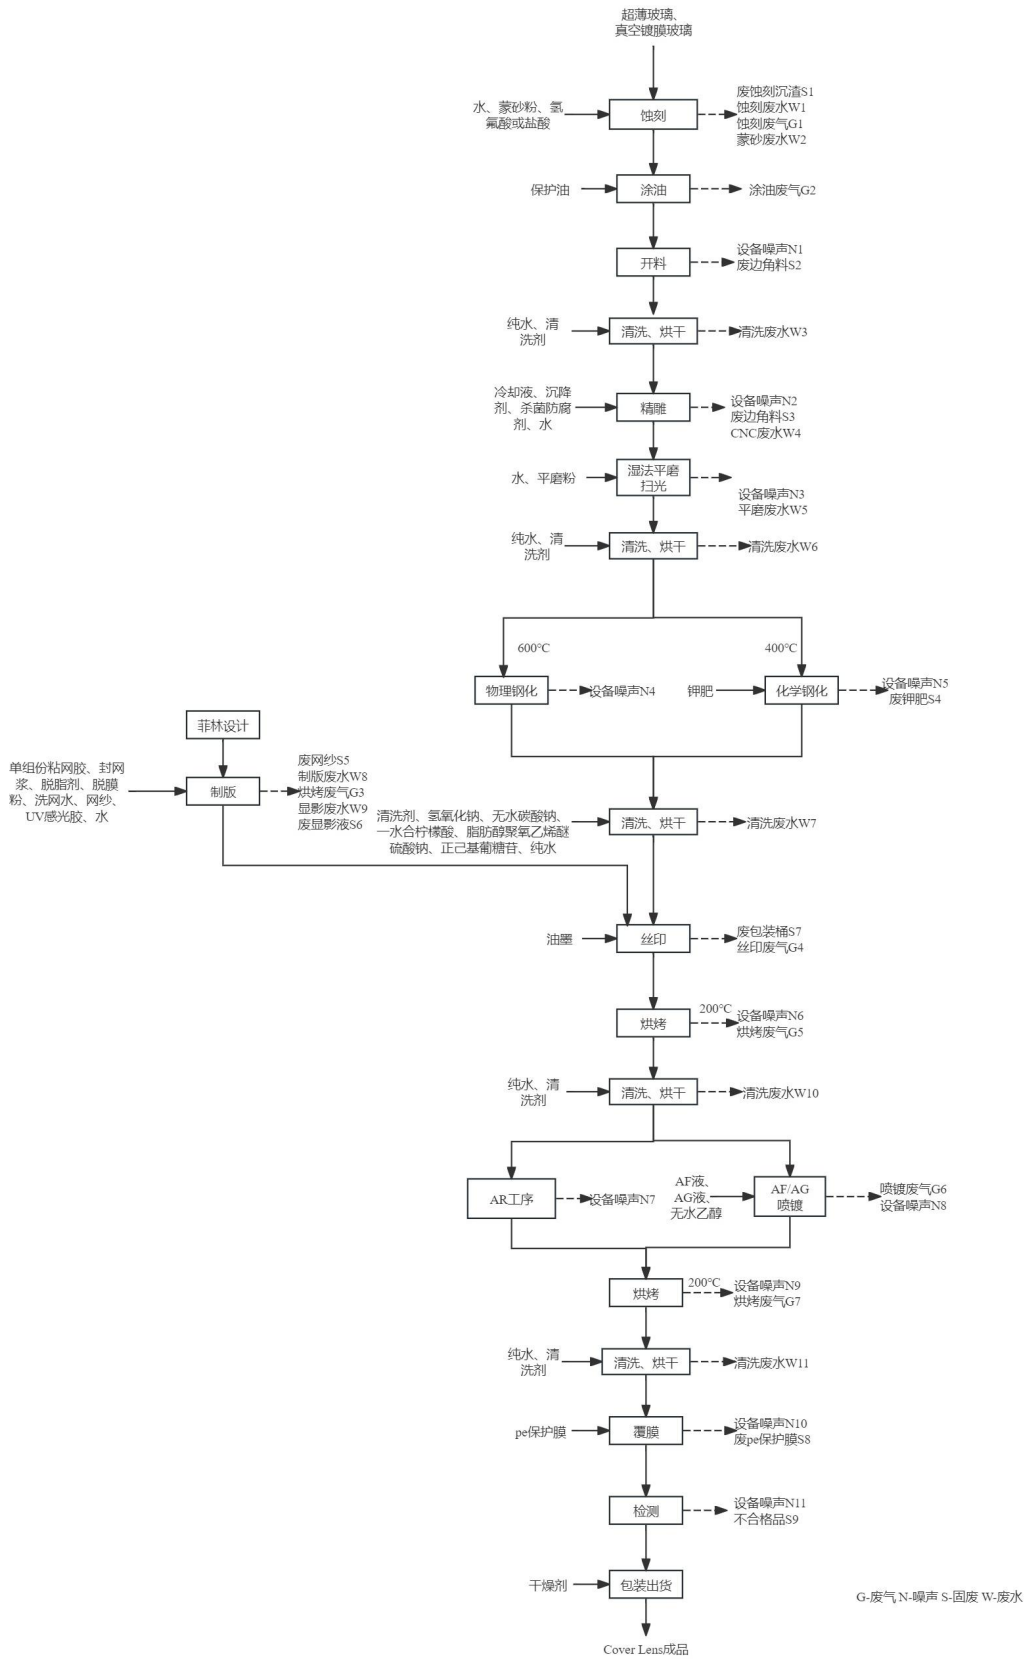 超薄玻璃、
真空镀膜玻璃
水、蒙砂粉、氢
氟酸或盐酸
蚀刻
废蚀刻沉渣S1
蚀刻废水W1
蚀刻废气G1
蒙砂废水W2
保护油
涂油
涂油废气G2
开料
设备噪声N1
废边角料S2
纯水、清
洗剂
清洗、烘干
清洗废水W3
冷却液、沉降
剂、杀菌防腐
剂、水
精雕
设备噪声N2
废边角料S3
CNC废水W4
水、平磨粉
湿法平磨
扫光
设备噪声N3
平磨废水W5
纯水、清
洗剂
清洗、烘干
清洗废水W6
600℃
400℃
物理钢化
设备噪声N4
钾肥
化学钢化
设备噪声N5
废钾肥S4
菲林设计
单组份粘网胶、封网
浆、脱脂剂、脱膜
粉、洗网水、网纱、
UV感光胶、水
制版
废网纱S5
制版废水W8
烘烤废气G3
显影废水W9
废显影液S6
清洗剂、氢氧化钠、无水碳酸钠、
一水合柠檬酸、脂肪醇聚氧乙烯醚
硫酸钠、正己基葡糖苷、纯水
清洗、烘干
清洗废水W7
油墨
丝印
废包装桶S7
丝印废气G4
烘烤
200℃
设备噪声N6
烘烤废气G5
纯水、清
洗剂
清洗、烘干
清洗废水W10
AR工序
设备噪声N7
AF液、
AG液、
无水乙醇
AF/AG
喷镀
喷镀废气G6
设备噪声N8
烘烤
200℃
设备噪声N9
烘烤废气G7
纯水、清
洗剂
清洗、烘干
清洗废水W11
pe保护膜
覆膜
设备噪声N10
废pe保护膜S8
检测
设备噪声N11
不合格品S9
干燥剂
包装出货
G-废气 N-噪声 S-固废 W-废水
Cover Lens成品